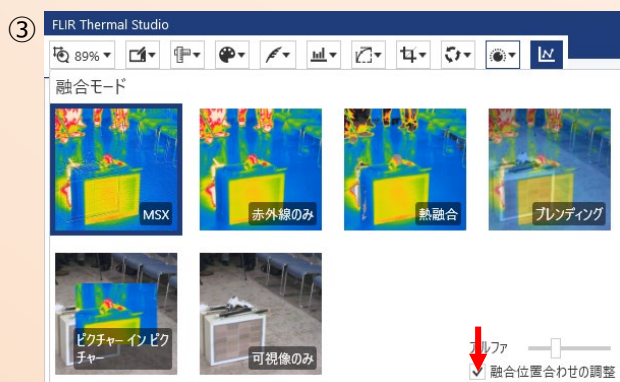 ③
FLIR Thermal Studio
89%
融合モード
MSX
赤外線のみ
熱融合
ブレンディング
ピクチャー イン ピク
チャー
可視像のみ
アルファ
融合位置合わせの調整